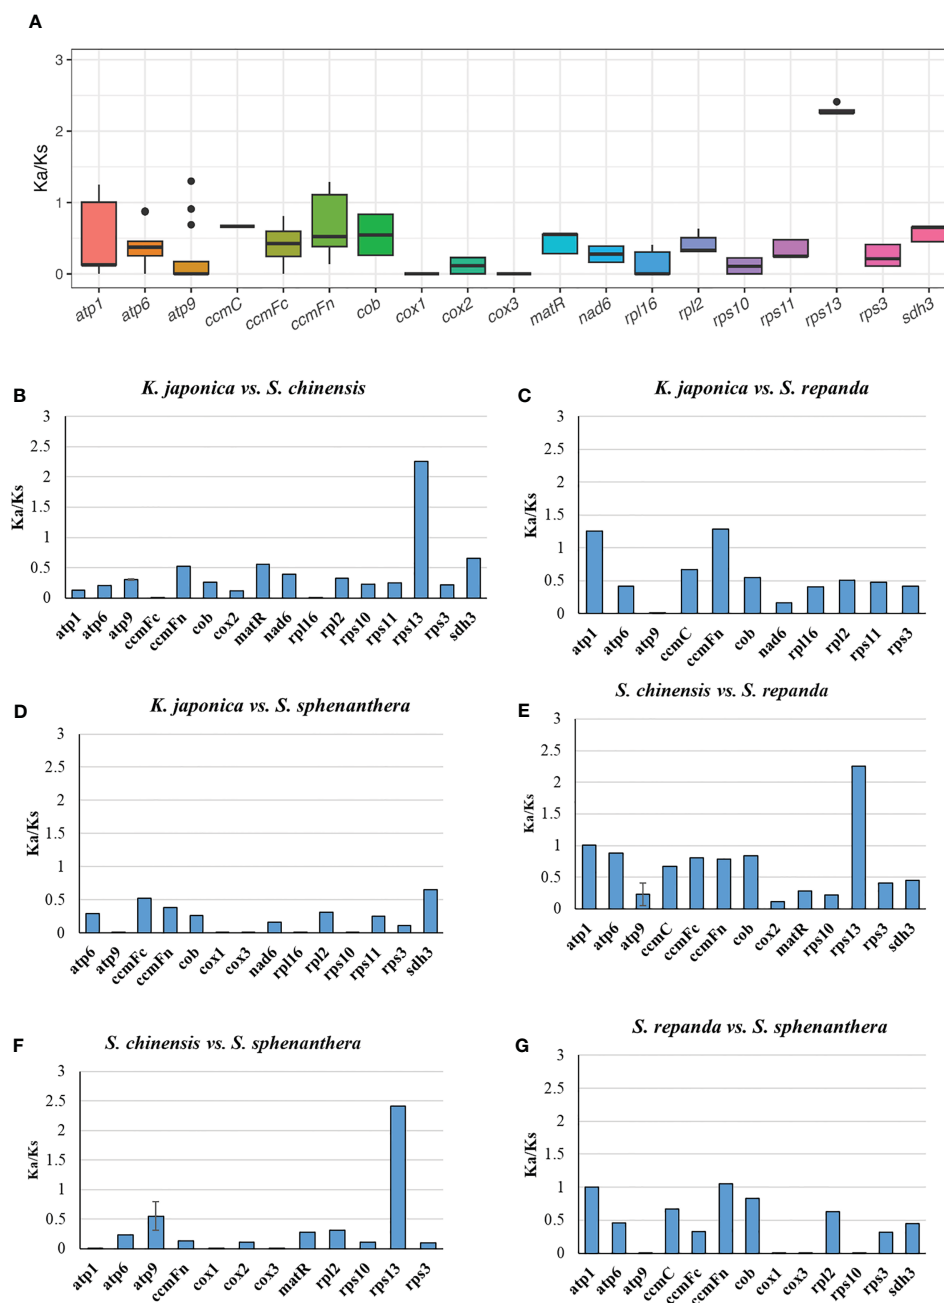 A
3
2
1
0
Ka/Ks
atp1 atp6 atp9 ccmC ccmFc ccmFn cob cox1 cox2 cox3 matR nad6 rpl16 rpl2 rps10 rps11 rps13 rps3 sdh3
B
K. japonica vs. S. chinensis
3
2.5
2
1.5
1
0.5
0
Ka/Ks
atp1 atp6 atp9 ccmFc ccmFn cob cox2 matR nad6 rpl16 rpl2 rps10 rps11 rps13 rps3 sdh3
C
K. japonica vs. S. repanda
3
2.5
2
1.5
1
0.5
0
Ka/Ks
atp1 atp6 atp9 ccmC ccmFn cob nad6 rpl16 rpl2 rps11 rps3
D
K. japonica vs. S. sphenanthera
3
2.5
2
1.5
1
0.5
0
Ka/Ks
atp6 atp9 ccmFc ccmFn cob cox1 cox3 nad6 rpl16 rpl2 rps10 rps11 rps3 sdh3
S. chinensis vs. S. repanda
E
3
2.5
2
1.5
1
0.5
0
Ka/Ks
atp1 atp6 atp9 ccmC ccmFc ccmFn cob cox2 matR rps10 rps13 rps3 sdh3
F
S. chinensis vs. S. sphenanthera
3
2.5
2
1.5
1
0.5
0
Ka/Ks
atp1 atp6 atp9 ccmFn cox1 cox2 cox3 matR rpl2 rps10 rps13 rps3
G
S. repanda vs. S. sphenanthera
3
2.5
2
1.5
1
0.5
0
Ka/Ks
atp1 atp6 atp9 ccmC ccmFc ccmFn cob cox1 cox3 rpl2 rps10 rps3 sdh3